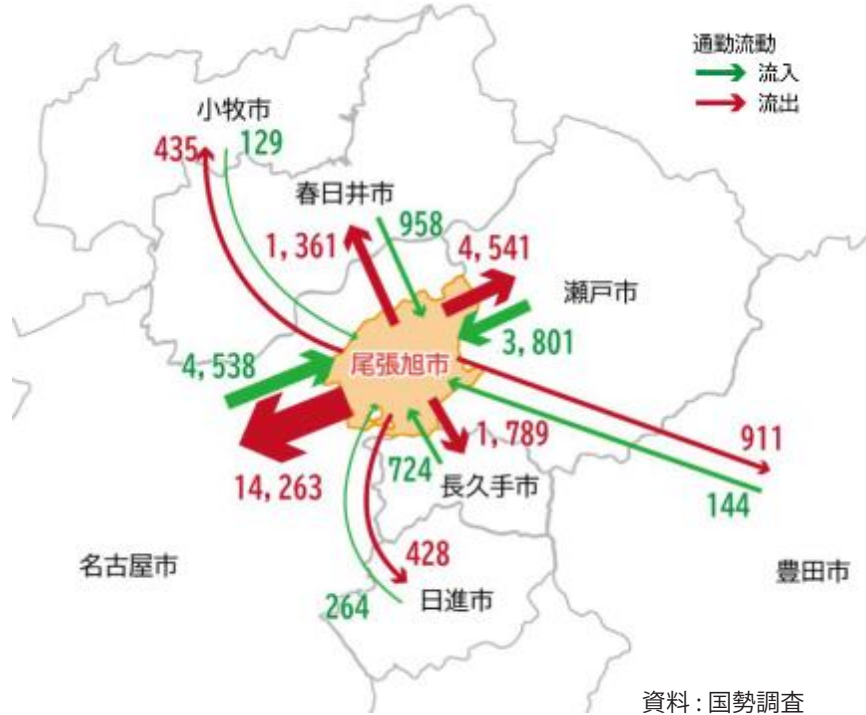 通勤流動
流入
流出
小牧市
435
129
春日井市
1,361
958
4,541
瀬戸市
3,801
尾張旭市
4,538
14,263
1,789
724
長久手市
911
144
名古屋市
428
264
日進市
豊田市
資料：国勢調査